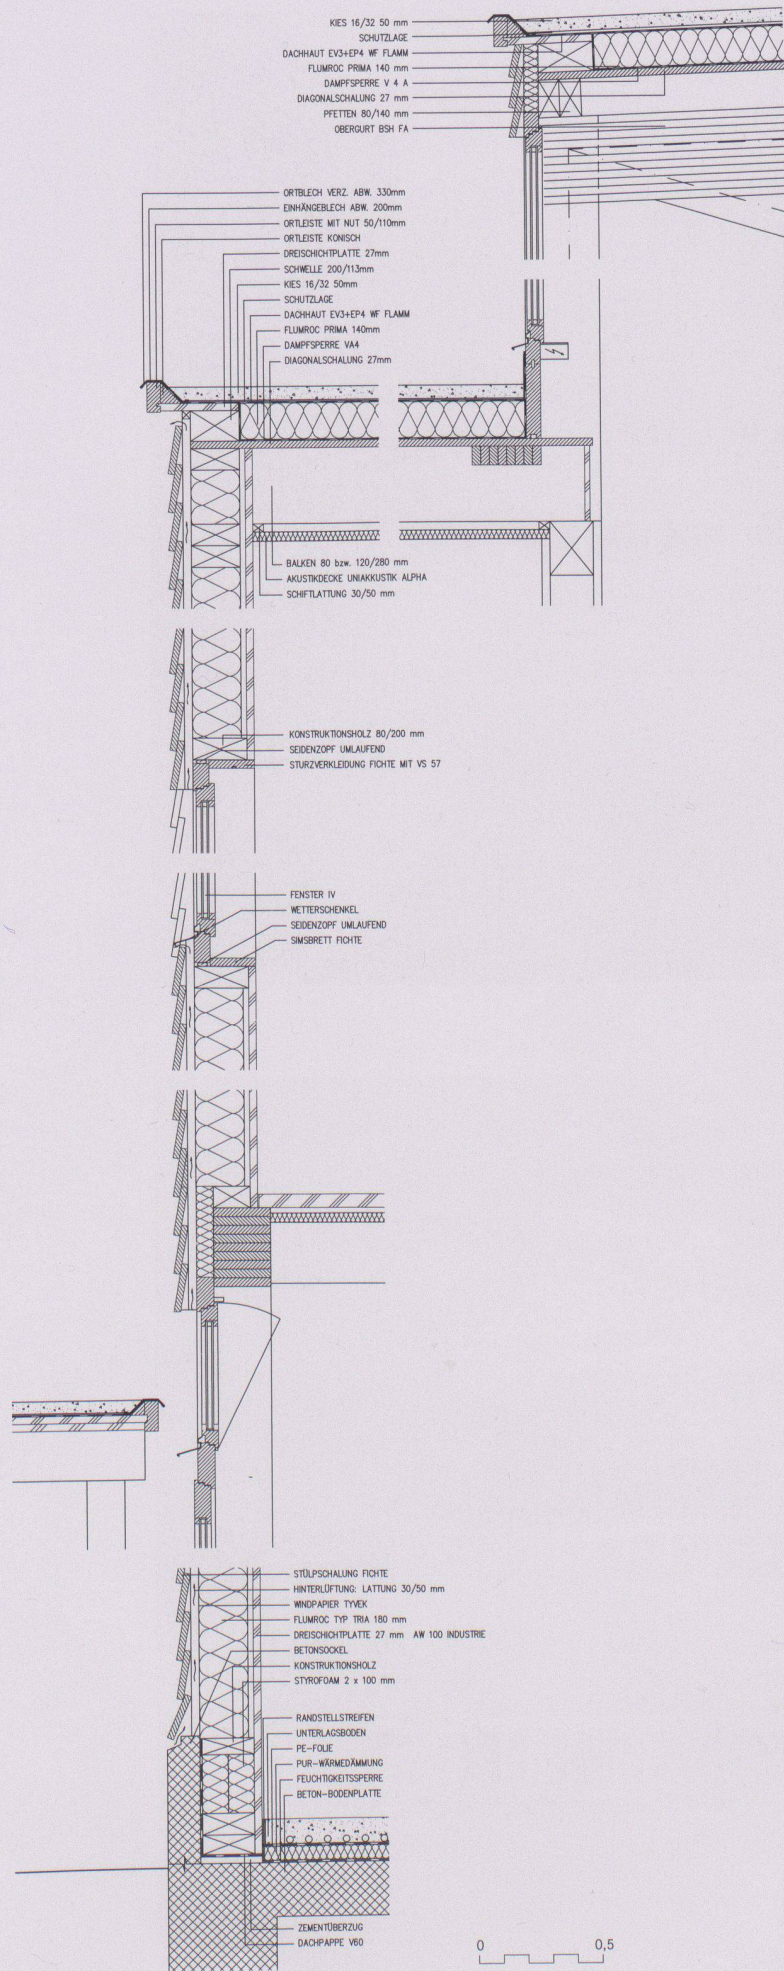 KIES 16/32 50 mm
SCHUTZLAGE
DACHHAUT EV3+EP4 WF FLAMM
FLUMROC PRIMA 140 mm
DAMPFSPERRE V 4 A
DIAGONALSCHALUNG 27 mm
PFETTEN 80/140 mm
OBERGURT BSH FA
ORTBLECH VERZ. ABW. 330mm
EINHÄNGEBLECH ABW. 200mm
ORTLEISTE MIT NUT 50/110mm
ORTLEISTE KONISCH
DREISCHICHTPLATTE 27mm
SCHWELLE 200/113mm
KIES 16/32 50mm
SCHUTZLAGE
DACHHAUT EV3+EP4 WF FLAMM
FLUMROC PRIMA 140mm
DAMPFSPERRE VA4
DIAGONALSCHALUNG 27mm
BALKEN 80 bzw. 120/280 mm
AKUSTIKDECKE UNIAKKUSTIK ALPHA
SCHIFTLATTUNG 30/50 mm
KONSTRUKTIONSHOLZ 80/200 mm
SEIDENZOPF UMLAUFEND
STURZVERKLEIDUNG FICHTE MIT VS 57
FENSTER IV
WETTERSCHENKEL
SEIDENZOPF UMLAUFEND
SIMSBRETT FICHTE
STÜLPSCHALUNG FICHTE
HINTERLÜFTUNG: LATTUNG 30/50 mm
WINDPAPIER TYVEK
FLUMROC TYP TRIA 180 mm
DREISCHICHTPLATTE 27 mm AW 100 INDUSTRIE
BETONSOCKEL
KONSTRUKTIONSHOLZ
STYROFOAM 2 x 100 mm
RANDSTELLSTREIFEN
UNTERLAGSBODEN
PE-FOLIE
PUR-WÄRMEDÄMMUNG
FEUCHTIGKEITSSPERRE
BETON-BODENPLATTE
ZEMENTÜBERZUG
DACHPAPPE V60
0 0,5